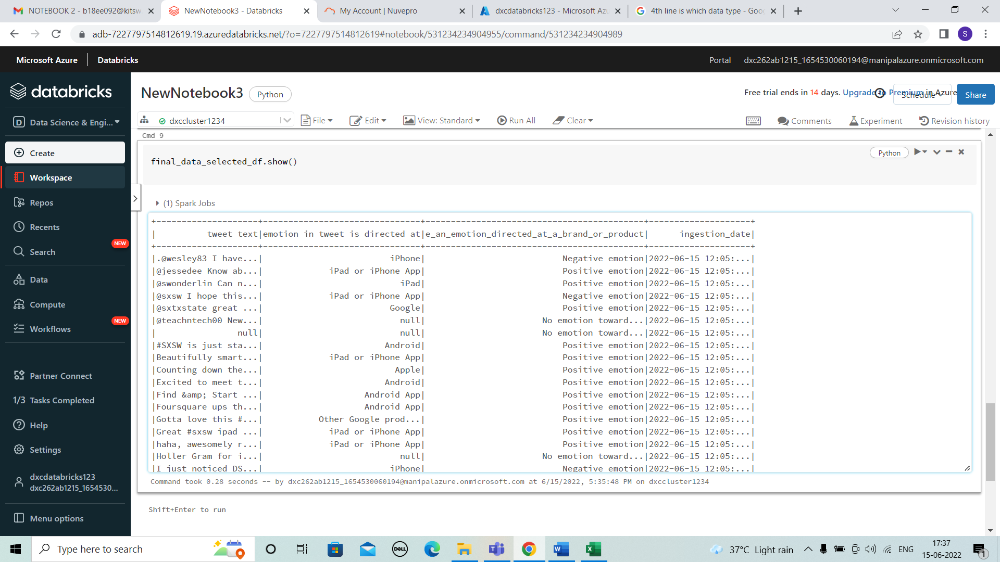 NOTEBOOK 2 - b18ee092@kitsw
NewNotebook3 - Databricks
My Account | Nuvepro
dxcdatabricks123 - Microsoft Azu
4th line is which data type - Goo
adb-7227797514812619.19.azuredatabricks.net/?o=7227797514812619#notebook/531234234904955/command/531234234904989
S
Microsoft Azure
Databricks
Portal
dxc262ab1215_1654530060194@manipalazure.onmicrosoft.com
databricks
NewNotebook3
Python
Free trial ends in 14 days. Upgrade to Premium in Azure
Schedule
Share
D Data Science & Engi...
dxccluster1234
File
Edit
View: Standard
Run All
Clear
Comments
Experiment
Revision history
Create
Workspace
Repos
Recents
Search
NEW
Data
Compute
Workflows
NEW
Partner Connect
1/3 Tasks Completed
Help
Settings
dxcdatabricks123
dxc262ab1215_1654530...
Menu options
Cmd 9
Python
final_data_selected_df.show()
(1) Spark Jobs
+--------------------+-------------------------------+-------------------------------------------+--------------------+
| tweet text|emotion in tweet is directed at|e_an_emotion_directed_at_a_brand_or_product| ingestion_date|
+--------------------+-------------------------------+-------------------------------------------+--------------------+
|.@wesley83 I have...| iPhone| Negative emotion|2022-06-15 12:05:...|
|@jessedee Know ab...| iPad or iPhone App| Positive emotion|2022-06-15 12:05:...|
|@swonderlin Can n...| iPad| Positive emotion|2022-06-15 12:05:...|
|@sxsw I hope this...| iPad or iPhone App| Negative emotion|2022-06-15 12:05:...|
|@sxtxstate great ...| Google| Positive emotion|2022-06-15 12:05:...|
|@teachntech00 New...| null| No emotion toward...|2022-06-15 12:05:...|
| null| null| No emotion toward...|2022-06-15 12:05:...|
|#SXSW is just sta...| Android| Positive emotion|2022-06-15 12:05:...|
|Beautifully smart...| iPad or iPhone App| Positive emotion|2022-06-15 12:05:...|
|Counting down the...| Apple| Positive emotion|2022-06-15 12:05:...|
|Excited to meet t...| Android| Positive emotion|2022-06-15 12:05:...|
|Find &amp; Start ...| Android App| Positive emotion|2022-06-15 12:05:...|
|Foursquare ups th...| Android App| Positive emotion|2022-06-15 12:05:...|
|Gotta love this #...| Other Google prod...| Positive emotion|2022-06-15 12:05:...|
|Great #sxsw ipad ...| iPad or iPhone App| Positive emotion|2022-06-15 12:05:...|
|haha, awesomely r...| iPad or iPhone App| Positive emotion|2022-06-15 12:05:...|
|Holler Gram for i...| null| No emotion toward...|2022-06-15 12:05:...|
|I just noticed DS...| iPhone| Negative emotion|2022-06-15 12:05:...|
Command took 0.28 seconds -- by dxc262ab1215_1654530060194@manipalazure.onmicrosoft.com at 6/15/2022, 5:35:48 PM on dxccluster1234
Shift+Enter to run
Type here to search
DELL
37°C Light rain
ENG
17:37
15-06-2022
1